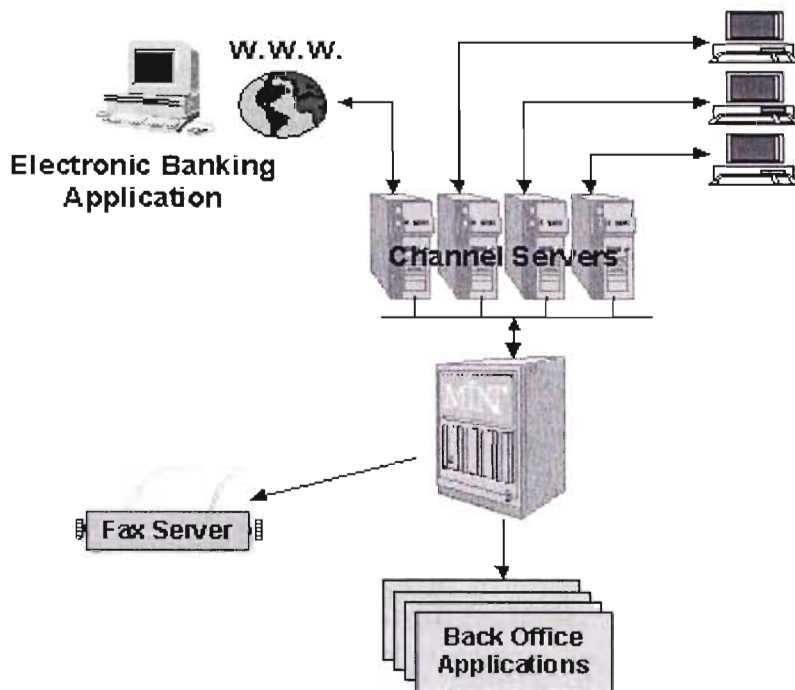 W.W.W.
Electronic Banking
Application
Channel Servers
MINT
Fax Server
Back Office
Applications